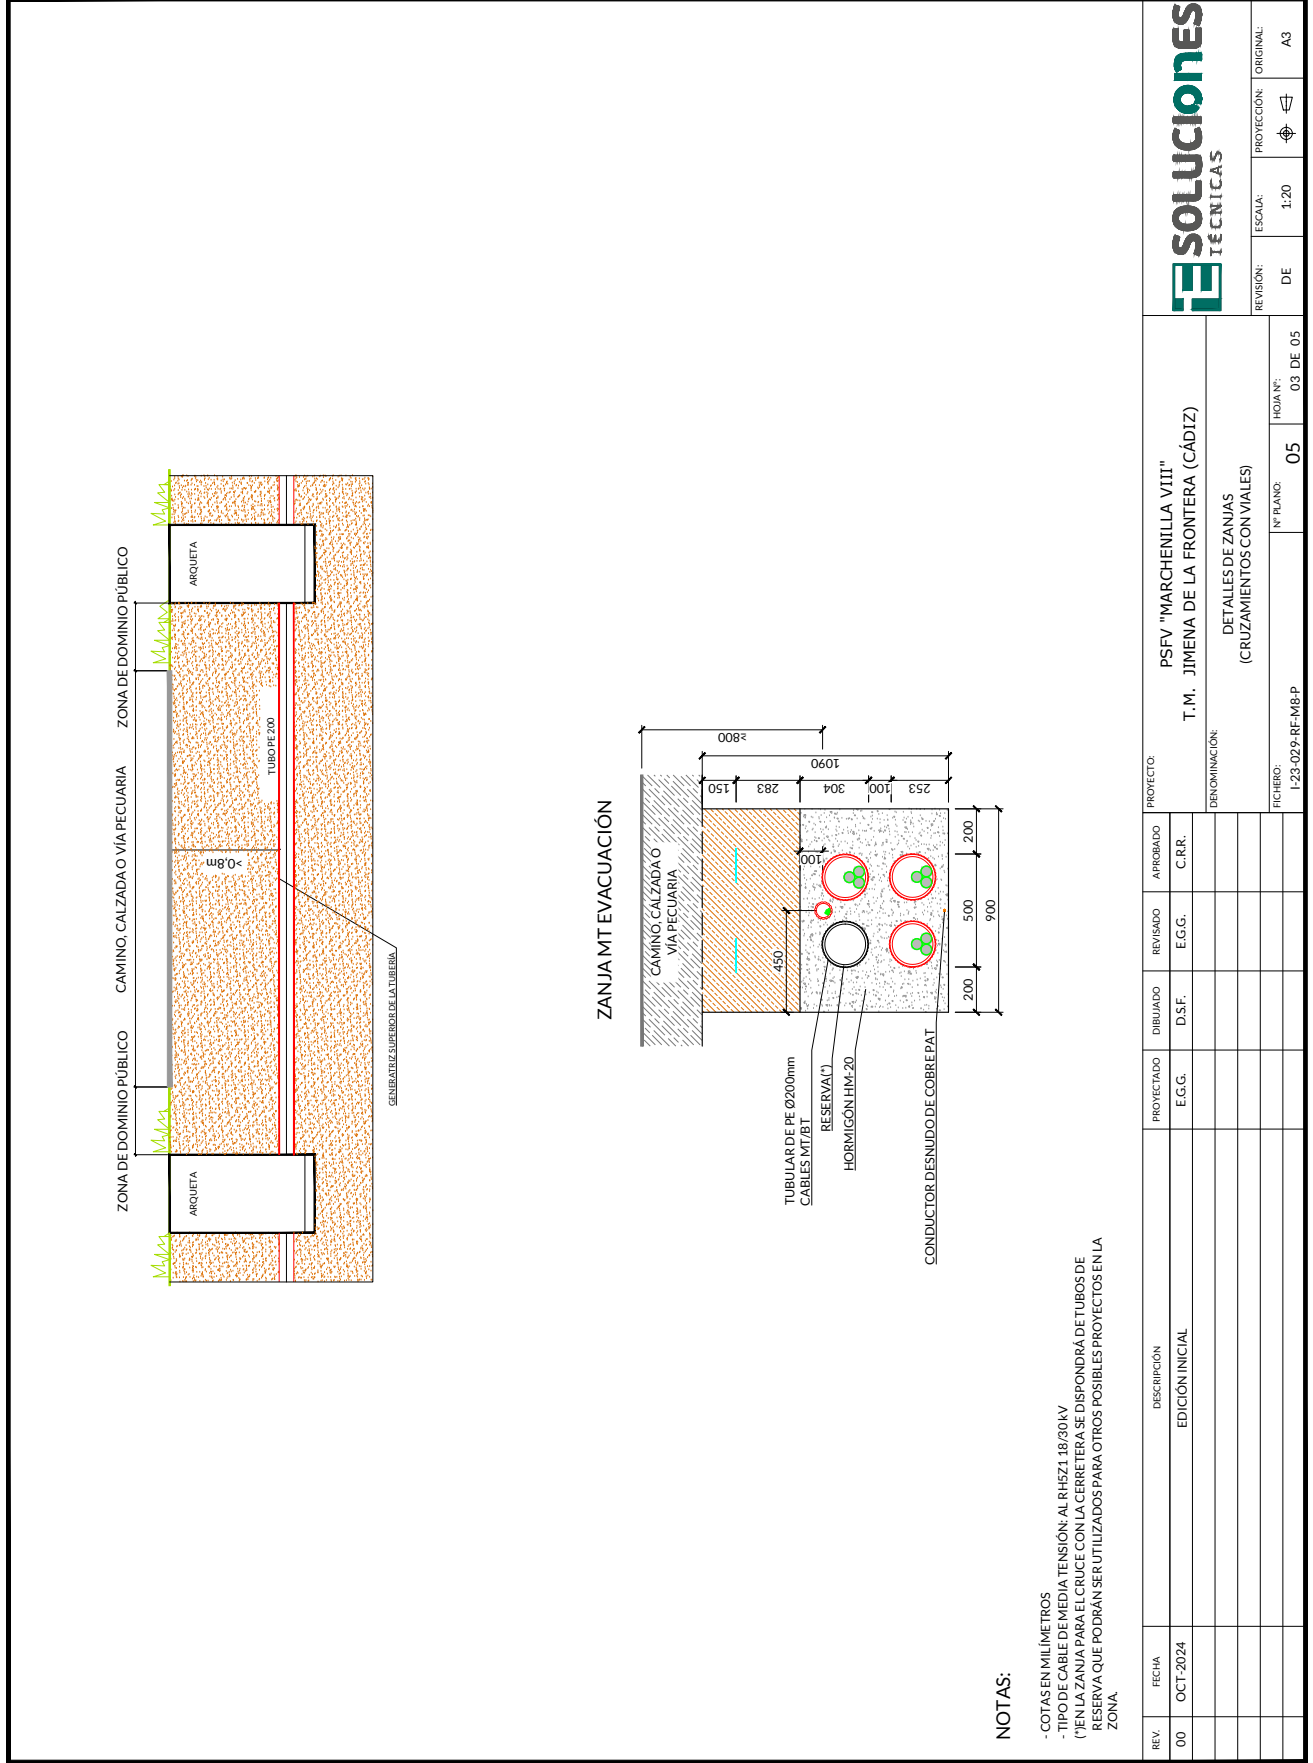 ZONA DE DOMINIO PÚBLICO
CAMINO, CALZADA O VÍA PECUARIA
ZONA DE DOMINIO PÚBLICO
ARQUETA
>0,8m
TUBO PE 200
ARQUETA
GENERATRIZ SUPERIOR DE LA TUBERÍA
ZANJA MT EVACUACIÓN
CAMINO, CALZADA O
VÍA PECUARIA
≥800
1090
150
283
304
100
253
100
450
200
500
200
900
TUBULAR DE PE Ø200mm
CABLES MT/BT
RESERVA(*)
HORMIGÓN HM-20
CONDUCTOR DESNUDO DE COBRE PAT
NOTAS:
- COTAS EN MILÍMETROS
- TIPO DE CABLE DE MEDIA TENSIÓN: AL RH5Z1 18/30 kV
(*)EN LA ZANJA PARA EL CRUCE CON LA CERRETERA SE DISPONDRÁ DE TUBOS DE
RESERVA QUE PODRÁN SER UTILIZADOS PARA OTROS POSIBLES PROYECTOS EN LA
ZONA.
REV.
FECHA
DESCRIPCIÓN
PROYECTADO
DIBUJADO
REVISADO
APROBADO
00
OCT-2024
EDICIÓN INICIAL
E.G.G.
D.S.F.
E.G.G.
C.R.R.
PROYECTO:
PSFV "MARCHENILLA VIII"
T.M. JIMENA DE LA FRONTERA (CÁDIZ)
DENOMINACIÓN:
DETALLES DE ZANJAS
(CRUZAMIENTOS CON VIALES)
FICHERO:
I-23-029-RF-M8-P
Nº PLANO:
05
HOJA Nº:
03 DE 05
SOLUCIONES
TÉCNICAS
REVISIÓN:
DE
ESCALA:
1:20
PROYECCIÓN:
ORIGINAL:
A3